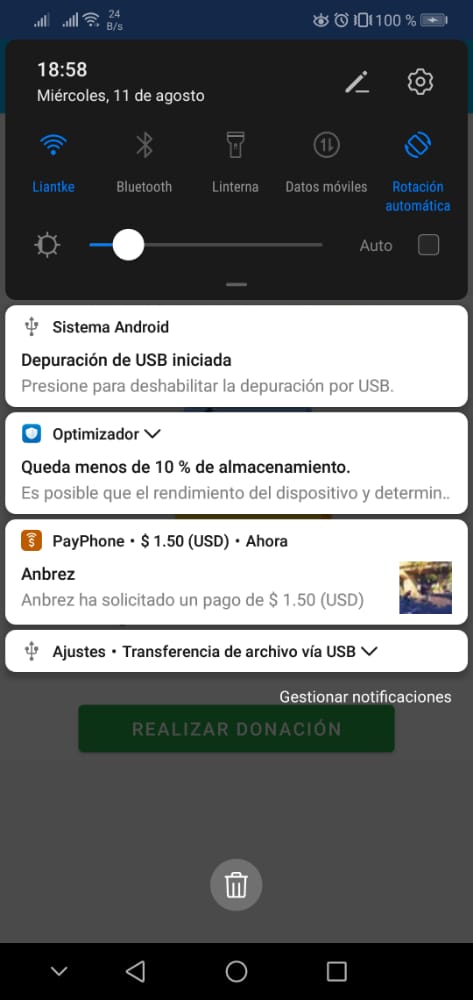 24
B/s
100 %
18:58
Miércoles, 11 de agosto
Liantke
Bluetooth
Linterna
Datos móviles
Rotación
automática
Auto
Sistema Android
Depuración de USB iniciada
Presione para deshabilitar la depuración por USB.
Optimizador
Queda menos de 10 % de almacenamiento.
Es posible que el rendimiento del dispositivo y determin..
PayPhone • $ 1.50 (USD) • Ahora
Anbrez
Anbrez ha solicitado un pago de $ 1.50 (USD)
Ajustes • Transferencia de archivo vía USB
Gestionar notificaciones
REALIZAR DONACIÓN